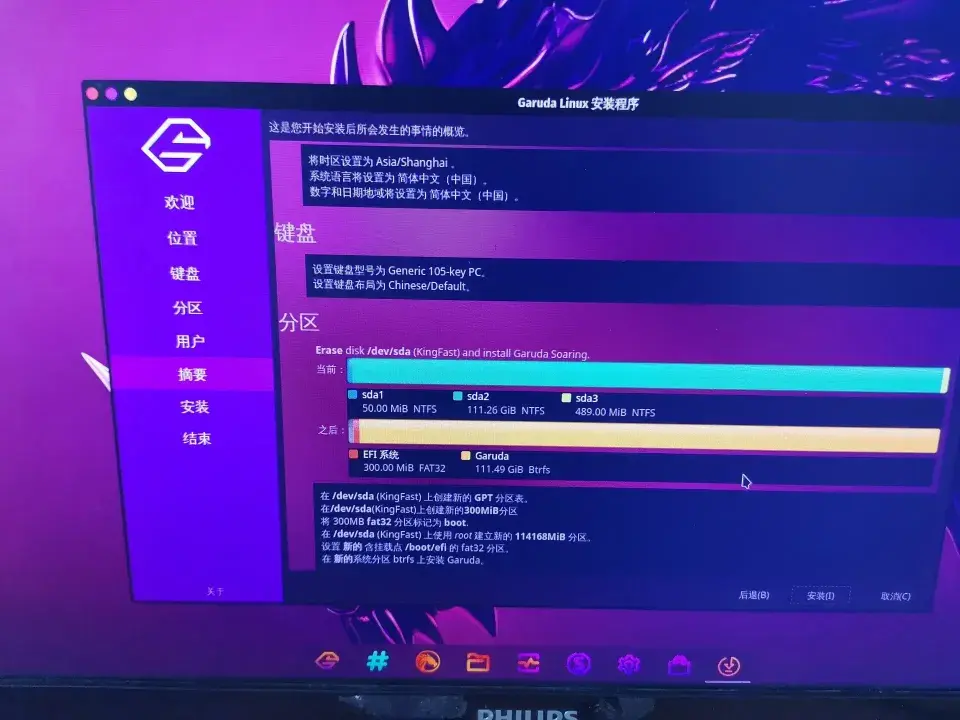 Garuda Linux 安装程序
这是您开始安装后所会发生的事情的概览。
欢迎
位置
键盘
分区
用户
摘要
安装
结束
关于
将时区设置为 Asia/Shanghai 。
系统语言将设置为 简体中文（中国）。
数字和日期地域将设置为 简体中文（中国）。
键盘
设置键盘型号为 Generic 105-key PC。
设置键盘布局为 Chinese/Default。
分区
Erase disk /dev/sda (KingFast) and install Garuda Soaring.
当前：
sda1 sda2 sda3
50.00 MiB NTFS 111.26 GiB NTFS 489.00 MiB NTFS
之后：
EFI 系统 Garuda
300.00 MiB FAT32 111.49 GiB Btrfs
在 /dev/sda (KingFast) 上创建新的 GPT 分区表。
在/dev/sda(KingFast)上创建新的300MiB分区
将 300MB fat32 分区标记为 boot.
在 /dev/sda (KingFast) 上使用 root 建立新的 114168MiB 分区。
设置 新的 含挂载点 /boot/efi 的 fat32 分区。
在 新的系统分区 btrfs 上安装 Garuda。
后退(B) 安装(I) 取消(C)
PHILIPS